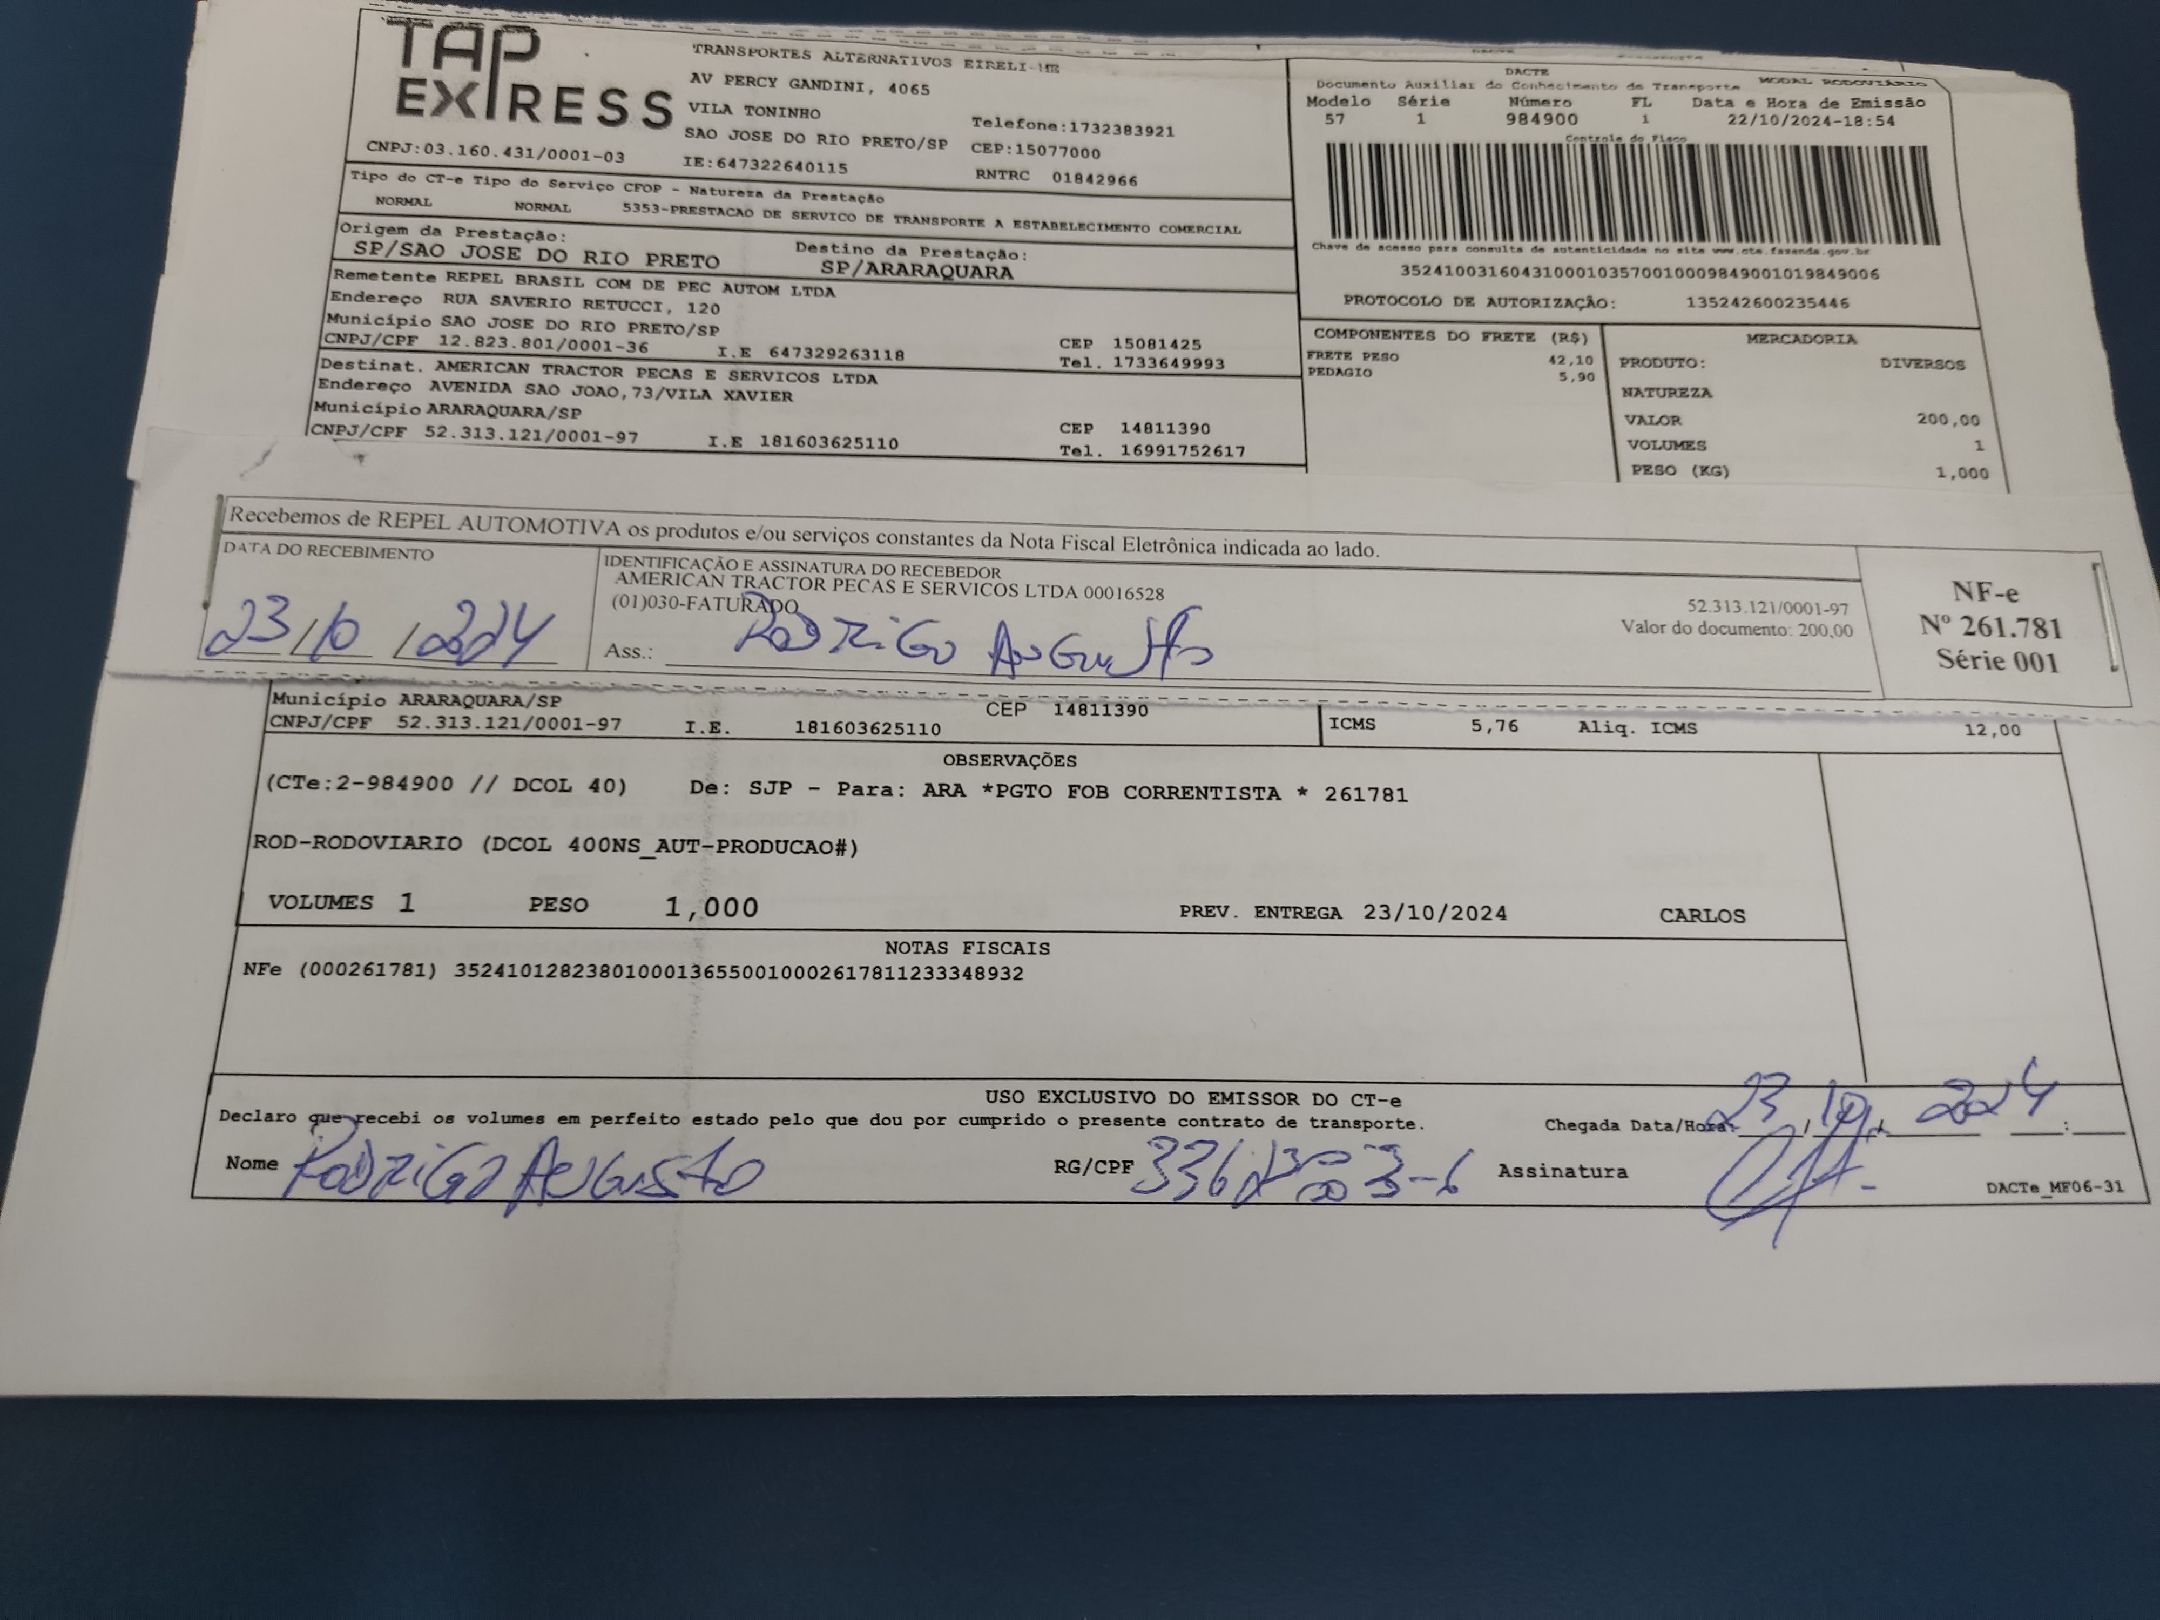 TAP EXPRESS
TRANSPORTES ALTERNATIVOS EIRELI-ME
AV PERCY GANDINI, 4065
VILA TONINHO
Telefone:1732383921
SAO JOSE DO RIO PRETO/SP CEP:15077000
CNPJ:03.160.431/0001-03 IE:647322640115 RNTRC 01842966
Tipo do CT-e Tipo do Serviço CFOP - Natureza da Prestação
NORMAL NORMAL 5353-PRESTACAO DE SERVICO DE TRANSPORTE A ESTABELECIMENTO COMERCIAL
Origem da Prestação: Destino da Prestação:
SP/SAO JOSE DO RIO PRETO SP/ARARAQUARA
Remetente REPEL BRASIL COM DE PEC AUTOM LTDA
Endereço RUA SAVERIO RETUCCI, 120
Município SAO JOSE DO RIO PRETO/SP CEP 15081425
CNPJ/CPF 12.823.801/0001-36 I.E 647329263118 Tel. 1733649993
Destinat. AMERICAN TRACTOR PECAS E SERVICOS LTDA
Endereço AVENIDA SAO JOAO,73/VILA XAVIER
Município ARARAQUARA/SP CEP 14811390
CNPJ/CPF 52.313.121/0001-97 I.E 181603625110 Tel. 16991752617
DACTE
Documento Auxiliar do Conhecimento de Transporte MODAL RODOVIÁRIO
Modelo Série Número FL Data e Hora de Emissão
57 1 984900 1 22/10/2024-18:54
Controle do Fisco
Chave de acesso para consulta de autenticidade no site www.cte.fazenda.gov.br
35241003160431000103570010009849001019849006
PROTOCOLO DE AUTORIZAÇÃO: 135242600235446
COMPONENTES DO FRETE (R$)
FRETE PESO 42,10
PEDAGIO 5,90
MERCADORIA
PRODUTO: DIVERSOS
NATUREZA
VALOR 200,00
VOLUMES 1
PESO (KG) 1,000
Recebemos de REPEL AUTOMOTIVA os produtos e/ou serviços constantes da Nota Fiscal Eletrônica indicada ao lado.
DATA DO RECEBIMENTO
23/10/2024
IDENTIFICAÇÃO E ASSINATURA DO RECEBEDOR
AMERICAN TRACTOR PECAS E SERVICOS LTDA 00016528
(01)030-FATURADO
52.313.121/0001-97
Valor do documento: 200,00
Ass.: Rodrigo Augusto
NF-e
Nº 261.781
Série 001
Município ARARAQUARA/SP CEP 14811390
CNPJ/CPF 52.313.121/0001-97 I.E. 181603625110
ICMS 5,76 Aliq. ICMS 12,00
OBSERVAÇÕES
(CTe:2-984900 // DCOL 40) De: SJP - Para: ARA *PGTO FOB CORRENTISTA * 261781
ROD-RODOVIARIO (DCOL 400NS_AUT-PRODUCAO#)
VOLUMES 1 PESO 1,000 PREV. ENTREGA 23/10/2024 CARLOS
NOTAS FISCAIS
NFe (000261781) 35241012823801000136550010002617811233348932
USO EXCLUSIVO DO EMISSOR DO CT-e
Declaro que recebi os volumes em perfeito estado pelo que dou por cumprido o presente contrato de transporte. Chegada Data/Hora: 23/10/2024 :
Nome Rodrigo Augusto RG/CPF Assinatura
DACTe_MF06-31